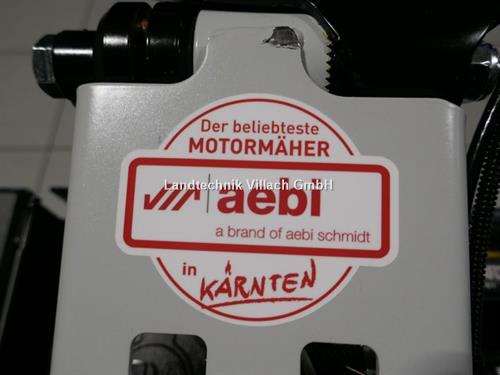 Der beliebteste
MOTORMÄHER
Landtechnik Villach GmbH
aebi
a brand of aebi schmidt
in
KÄRNTEN